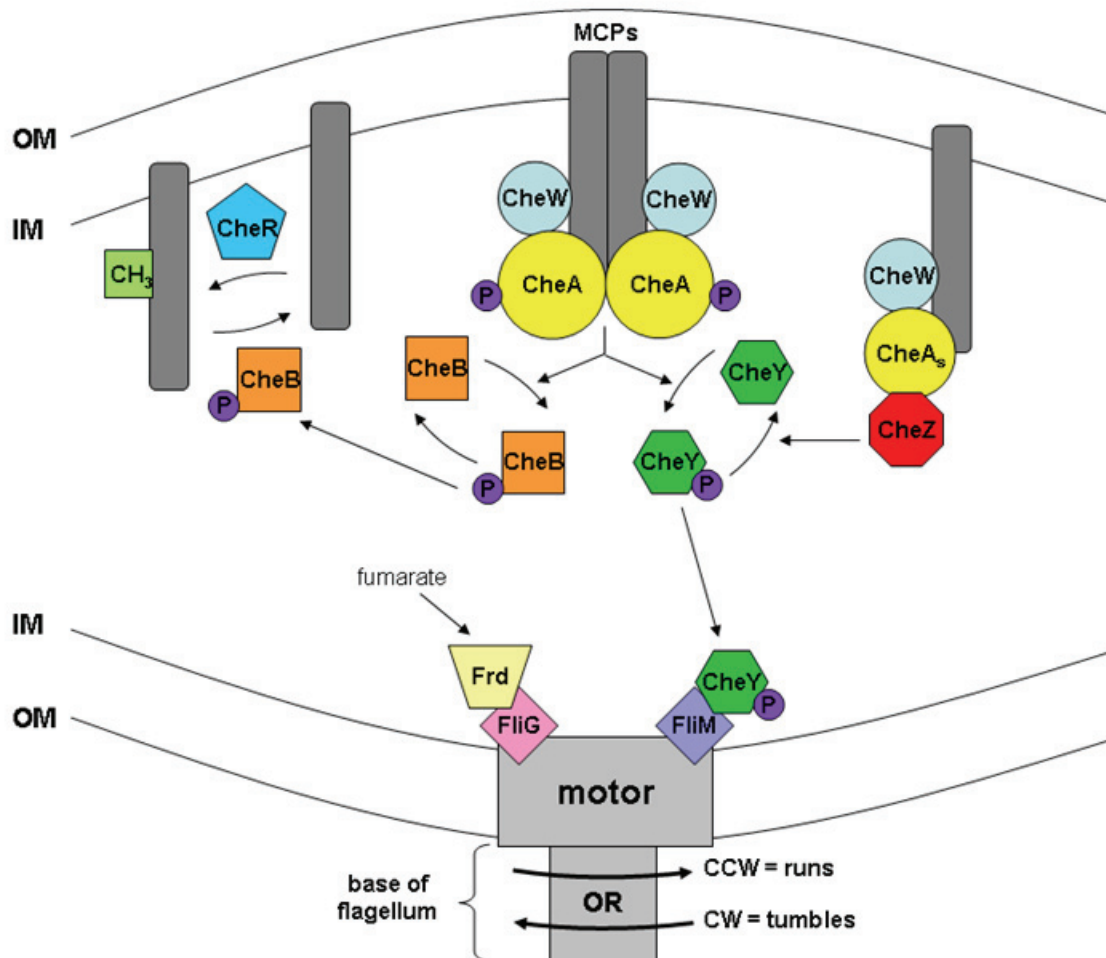 MCPs
OM
IM
CheW
CheW
CheR
CH₃
CheA
CheA
P
P
CheW
CheB
CheB
P
CheY
CheA_s
CheZ
CheB
P
CheY
P
fumarate
IM
OM
Frd
FliG
CheY
P
FliM
motor
base of
flagellum
CCW = runs
OR
CW = tumbles